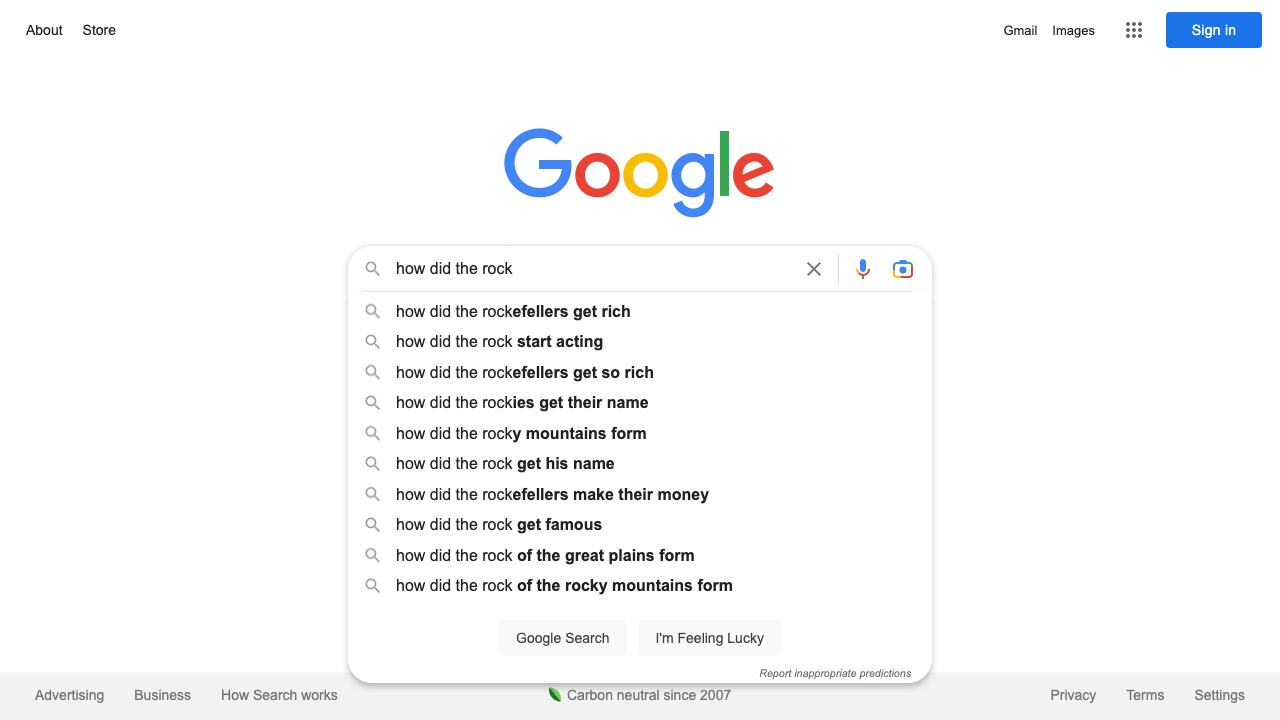 About Store Gmail Images Sign in
Google
how did the rock
how did the rockefellers get rich
how did the rock start acting
how did the rockefellers get so rich
how did the rockies get their name
how did the rocky mountains form
how did the rock get his name
how did the rockefellers make their money
how did the rock get famous
how did the rock of the great plains form
how did the rock of the rocky mountains form
Google Search I'm Feeling Lucky
Report inappropriate predictions
Advertising Business How Search works Carbon neutral since 2007 Privacy Terms Settings